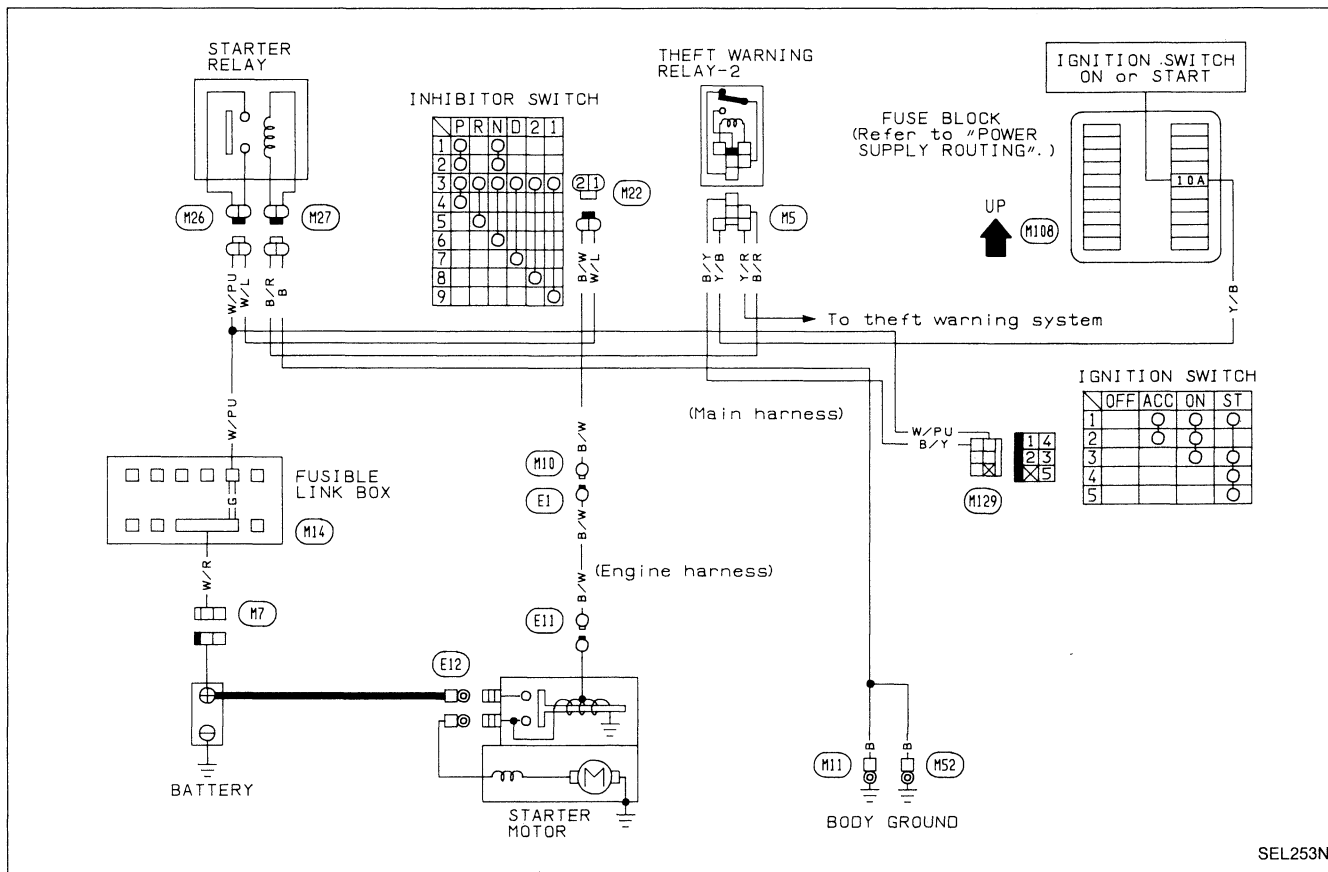 STARTER
RELAY
INHIBITOR SWITCH
P R N D 2 1
1
2
3
4
5
6
7
8
9
2 1
M22
THEFT WARNING
RELAY-2
M5
IGNITION SWITCH
ON or START
FUSE BLOCK
(Refer to "POWER
SUPPLY ROUTING".)
10A
UP
M108
M26
M27
W/PU
W/L
B/R
B
B/W
W/L
B/Y
Y/B
Y/R
B/R
Y/B
To theft warning system
W/PU
FUSIBLE
LINK BOX
G
M14
W/R
M7
BATTERY
(Main harness)
B/W
M10
E1
B/W
(Engine harness)
B/W
E11
E12
M
STARTER
MOTOR
W/PU
B/Y
M129
1 4
2 3
5
IGNITION SWITCH
OFF ACC ON ST
1
2
3
4
5
B
B
M11
M52
BODY GROUND
SEL253N